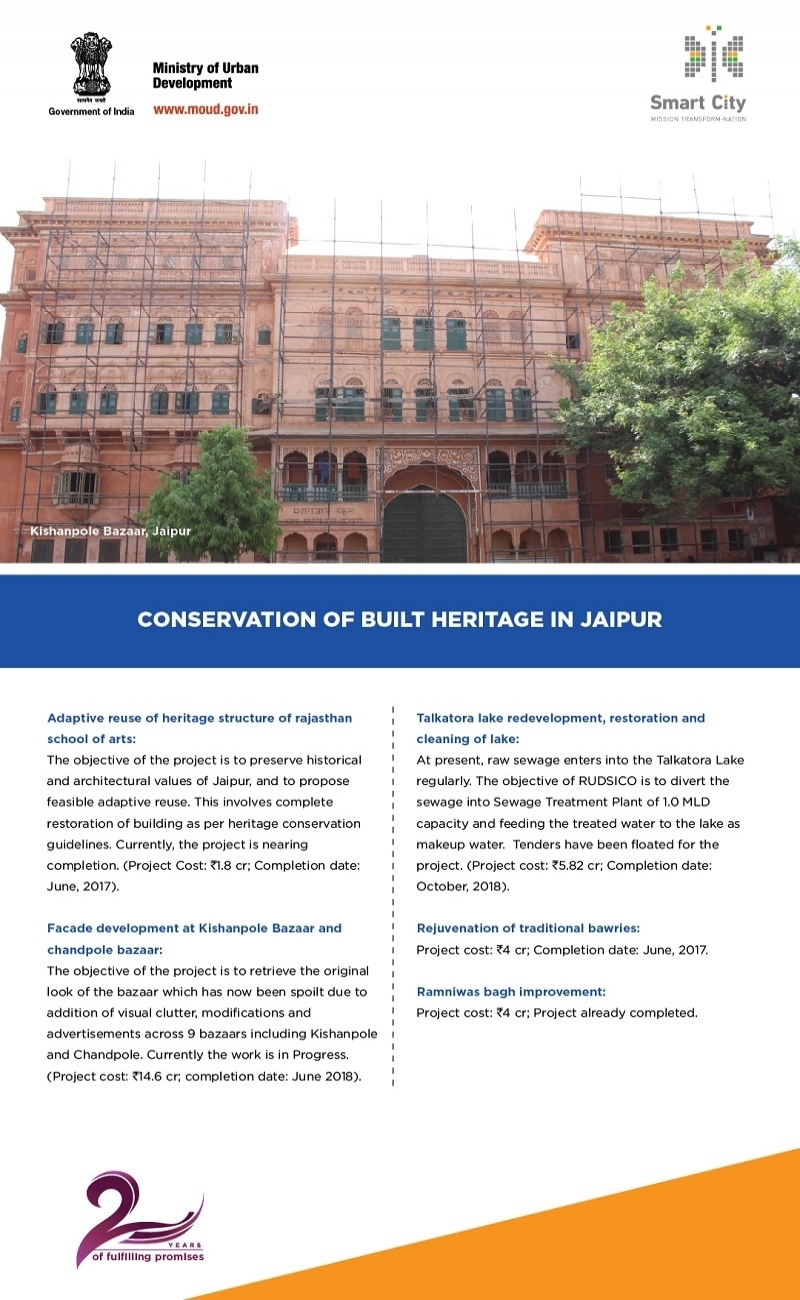 सत्यमेव जयते
Government of India
Ministry of Urban
Development
www.moud.gov.in
Smart City
MISSION TRANSFORM-NATION
Kishanpole Bazaar, Jaipur
CONSERVATION OF BUILT HERITAGE IN JAIPUR
Adaptive reuse of heritage structure of rajasthan
school of arts:
The objective of the project is to preserve historical
and architectural values of Jaipur, and to propose
feasible adaptive reuse. This involves complete
restoration of building as per heritage conservation
guidelines. Currently, the project is nearing
completion. (Project Cost: ₹1.8 cr; Completion date:
June, 2017).
Facade development at Kishanpole Bazaar and
chandpole bazaar:
The objective of the project is to retrieve the original
look of the bazaar which has now been spoilt due to
addition of visual clutter, modifications and
advertisements across 9 bazaars including Kishanpole
and Chandpole. Currently the work is in Progress.
(Project cost: ₹14.6 cr; completion date: June 2018).
Talkatora lake redevelopment, restoration and
cleaning of lake:
At present, raw sewage enters into the Talkatora Lake
regularly. The objective of RUDSICO is to divert the
sewage into Sewage Treatment Plant of 1.0 MLD
capacity and feeding the treated water to the lake as
makeup water. Tenders have been floated for the
project. (Project cost: ₹5.82 cr; Completion date:
October, 2018).
Rejuvenation of traditional bawries:
Project cost: ₹4 cr; Completion date: June, 2017.
Ramniwas bagh improvement:
Project cost: ₹4 cr; Project already completed.
2
YEARS
of fulfilling promises